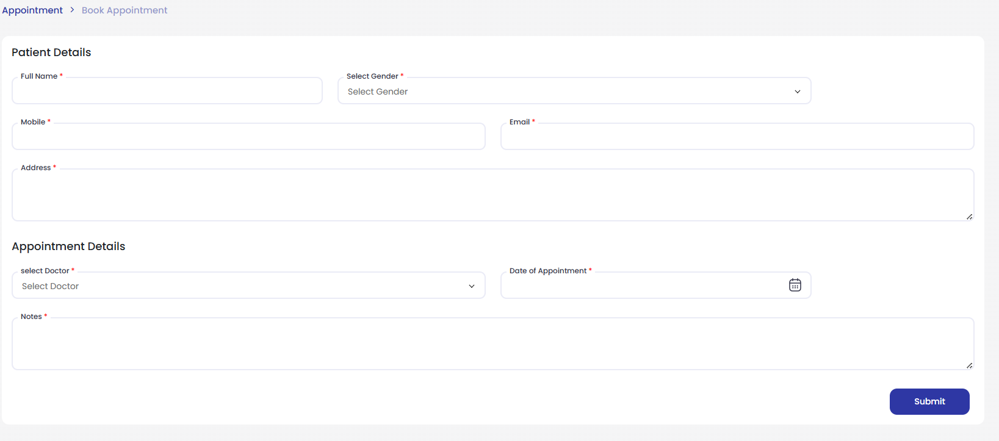 Appointment > Book Appointment
Patient Details
Full Name * Select Gender *
Select Gender
Mobile * Email *
Address *
Appointment Details
select Doctor * Date of Appointment *
Select Doctor
Notes *
Submit